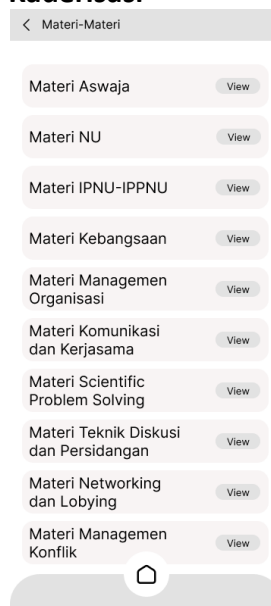 Materi-Materi
Materi Aswaja
View
Materi NU
View
Materi IPNU-IPPNU
View
Materi Kebangsaan
View
Materi Managemen
Organisasi
View
Materi Komunikasi
dan Kerjasama
View
Materi Scientific
Problem Solving
View
Materi Teknik Diskusi
dan Persidangan
View
Materi Networking
dan Lobying
View
Materi Managemen
Konflik
View